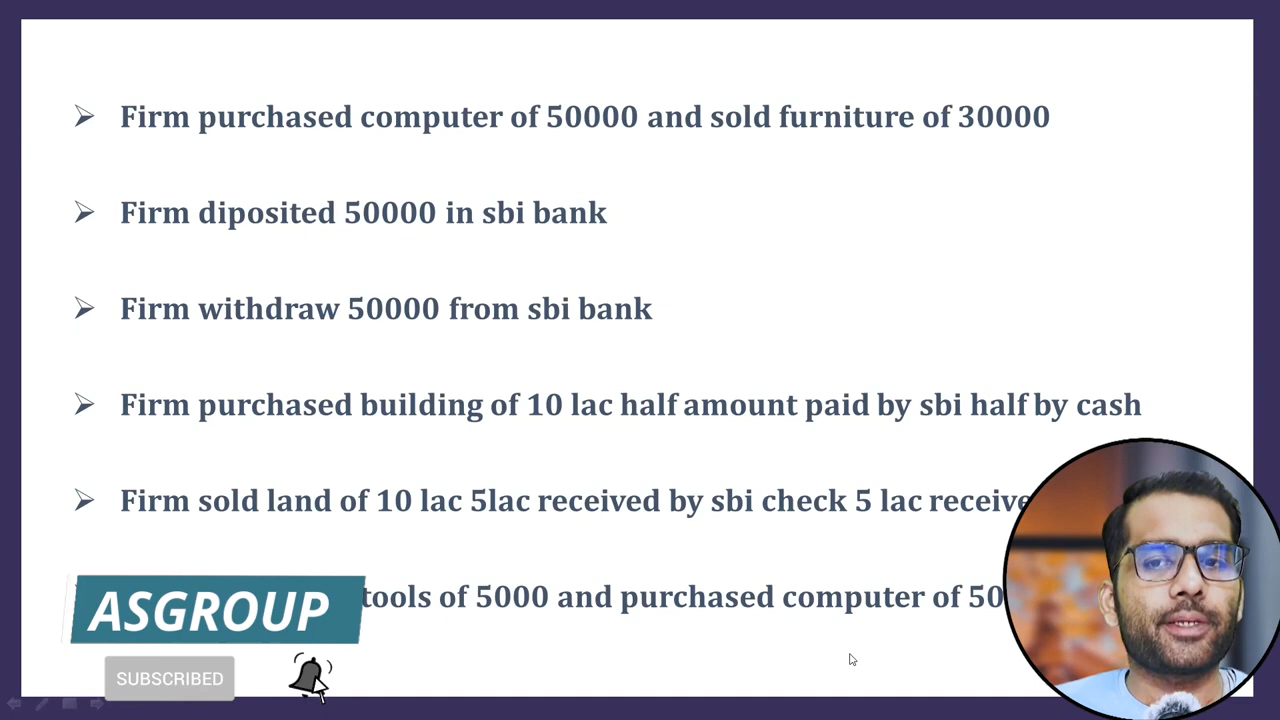 Firm purchased computer of 50000 and sold furniture of 30000
Firm diposited 50000 in sbi bank
Firm withdraw 50000 from sbi bank
Firm purchased building of 10 lac half amount paid by sbi half by cash
Firm sold land of 10 lac 5lac received by sbi check 5 lac
tools of 5000 and purchased computer of
ASGROUP
SUBSCRIBED